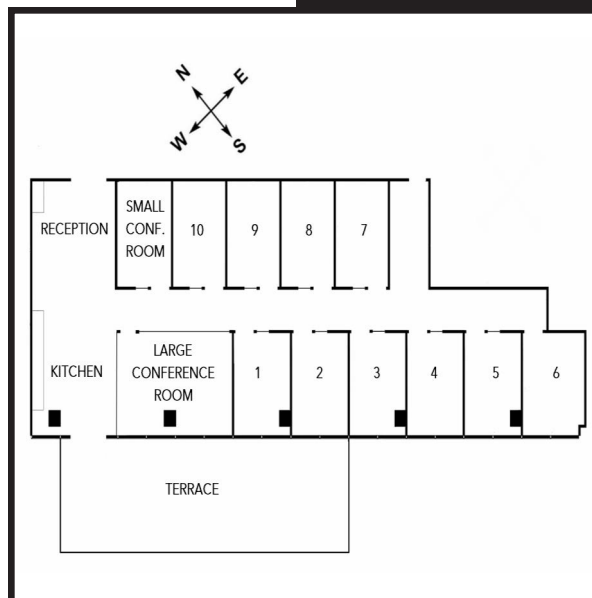 N
E
W
S
SMALL
CONF.
ROOM
RECEPTION
10
9
8
7
LARGE
CONFERENCE
ROOM
KITCHEN
1
2
3
4
5
6
TERRACE